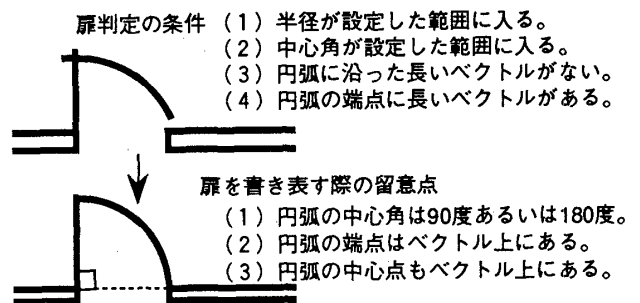 扉判定の条件 (1) 半径が設定した範囲に入る。
(2) 中心角が設定した範囲に入る。
(3) 円弧に沿った長いベクトルがない。
(4) 円弧の端点に長いベクトルがある。
扉を書き表す際の留意点
(1) 円弧の中心角は90度あるいは180度。
(2) 円弧の端点はベクトル上にある。
(3) 円弧の中心点もベクトル上にある。